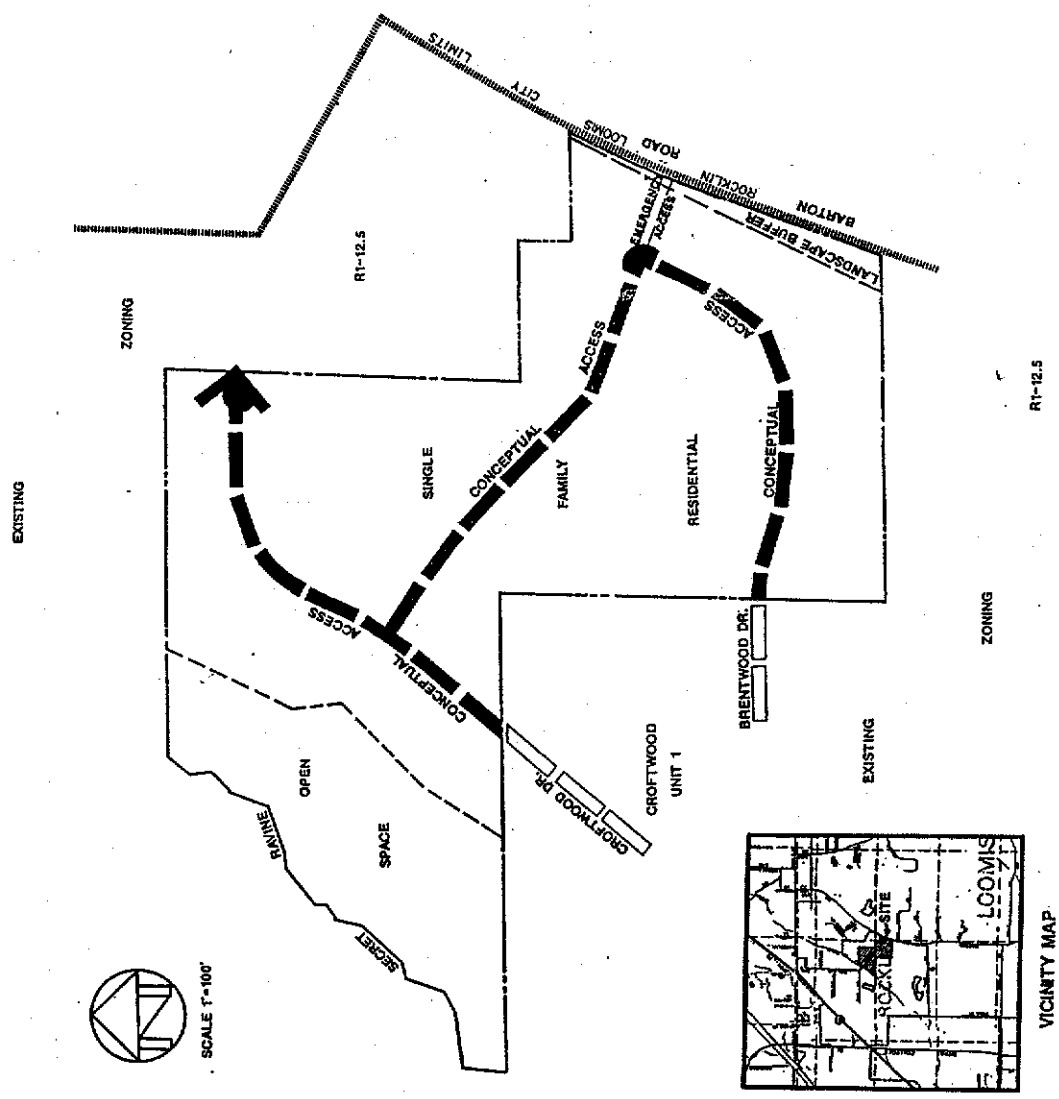 EXISTING
ZONING
R1-12.5
CITY LIMITS
LOOMS
ROAD
ROCKLIN
BARTON
LANDSCAPE BUFFER
EMERGENCY
ACCESS
ACCESS
CONCEPTUAL
ACCESS
CONCEPTUAL
ACCESS
CONCEPTUAL
SINGLE
FAMILY
RESIDENTIAL
OPEN
SPACE
SECRET RAVINE
CROFTWOOD DR.
CROFTWOOD
UNIT 1
BRENTWOOD DR.
EXISTING
ZONING
R1-12.5
SCALE 1"=100'
SITE
LOOMIS
VICINITY MAP